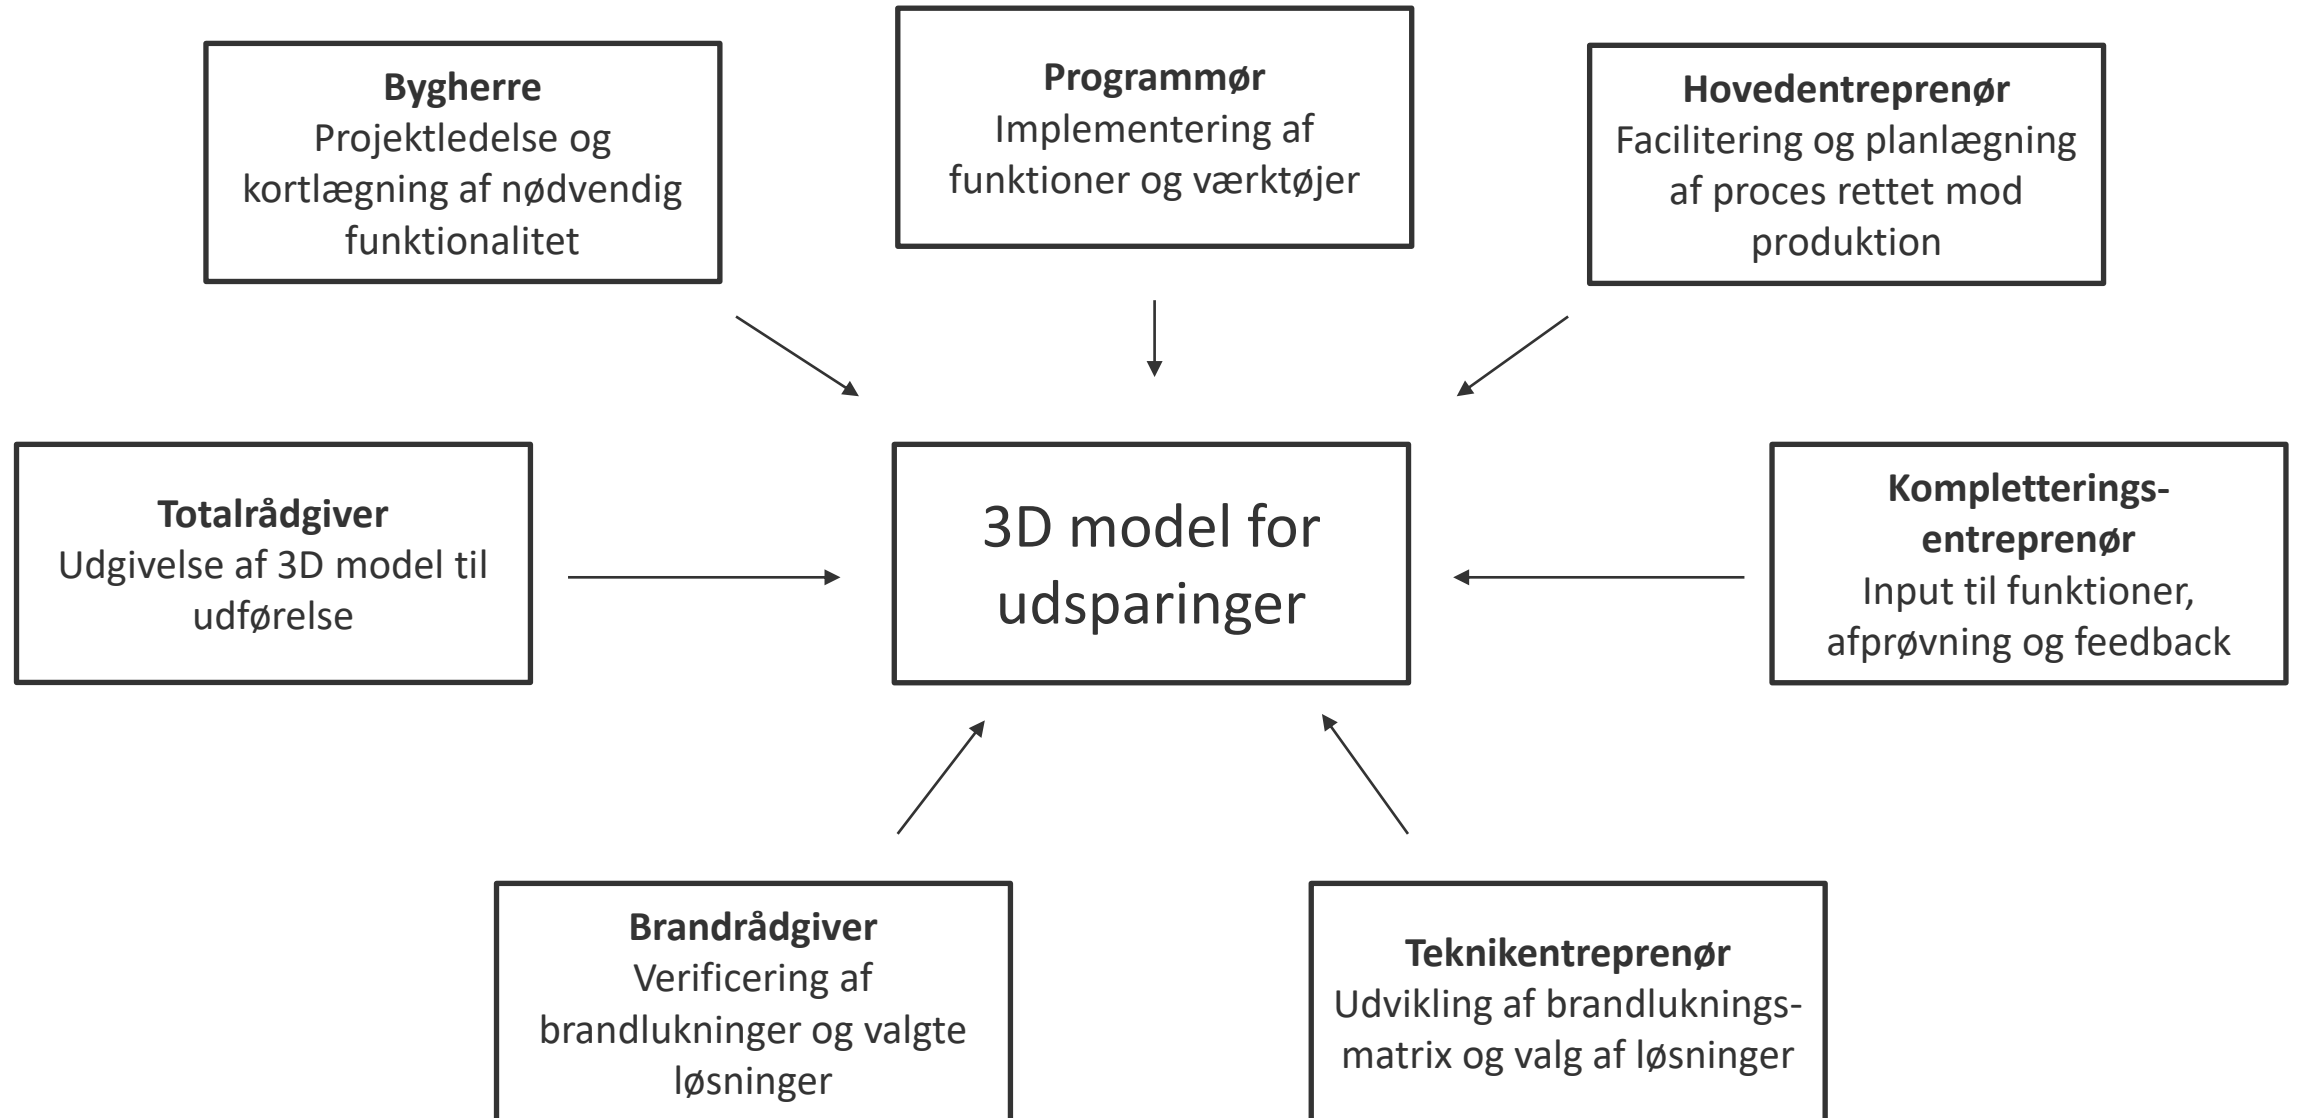 Bygherre
Projektledelse og
kortlægning af nødvendig
funktionalitet
Programmør
Implementering af
funktioner og værktøjer
Hovedentreprenør
Facilitering og planlægning
af proces rettet mod
produktion
Totalrådgiver
Udgivelse af 3D model til
udførelse
3D model for
udsparinger
Kompletterings-
entreprenør
Input til funktioner,
afprøvning og feedback
Brandrådgiver
Verificering af
brandlukninger og valgte
løsninger
Teknikentreprenør
Udvikling af brandluknings-
matrix og valg af løsninger